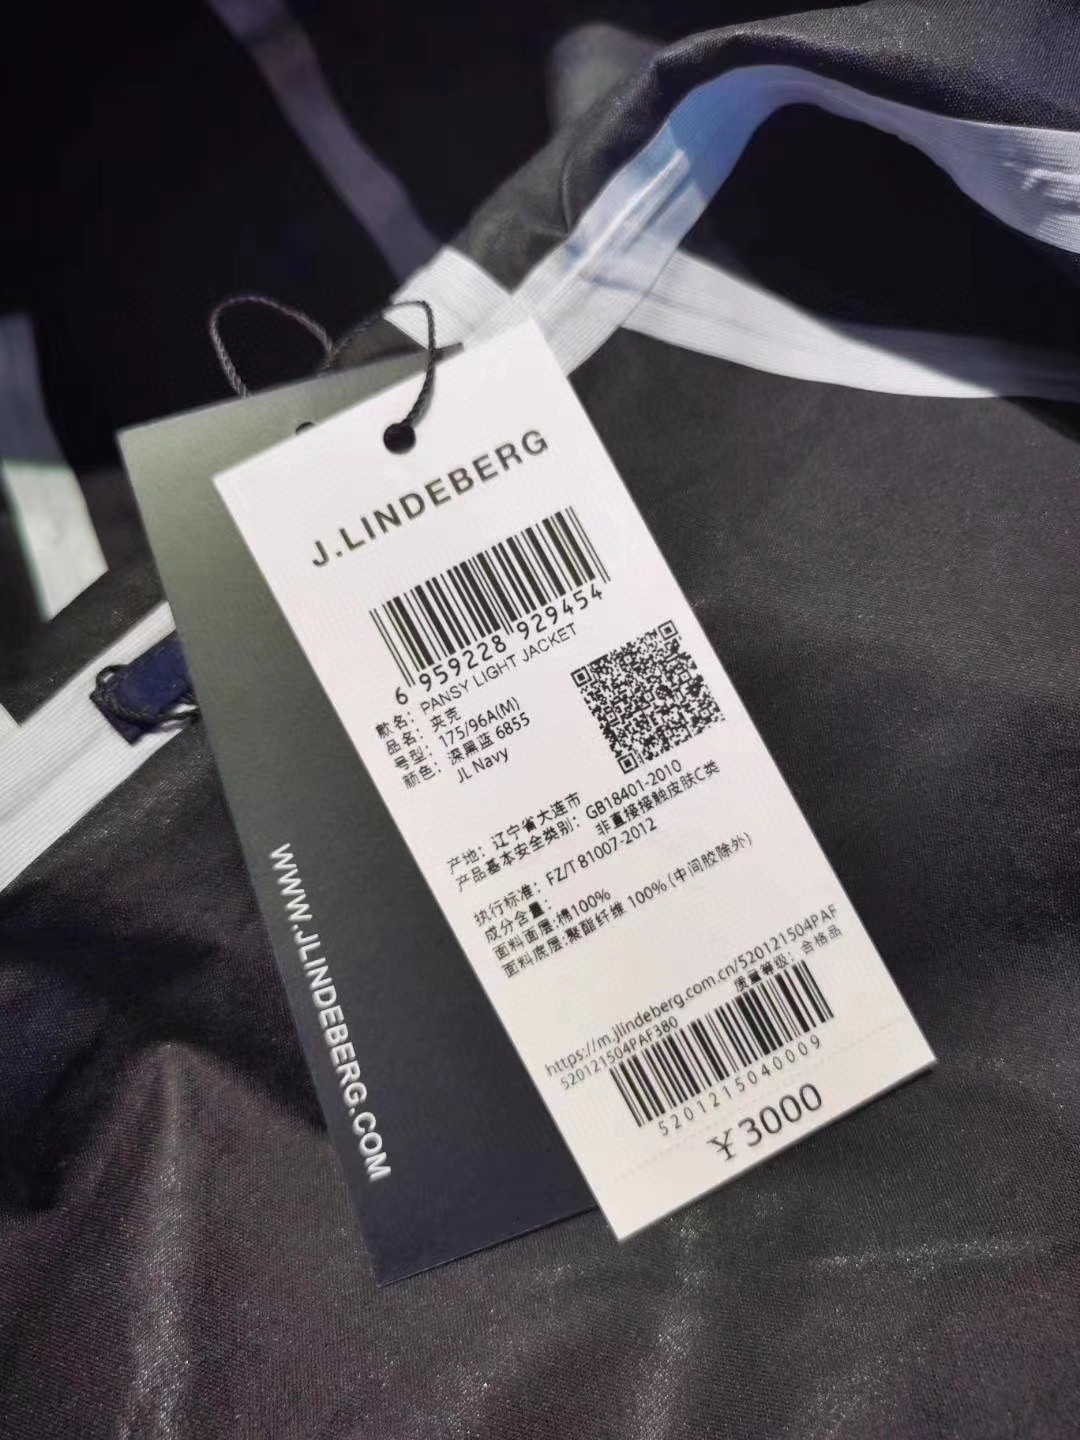 J.LINDEBERG
6 959228 929454
款名: PANSY LIGHT JACKET
品名: 夹克
号型: 175/96A(M)
颜色: 深黑蓝 6855
JL Navy
产地: 辽宁省大连市
产品基本安全类别: GB18401-2010
非直接接触皮肤C类
执行标准: FZ/T 81007-2012
成分含量:
面料面层:棉100%
面料底层:聚酯纤维 100% (中间胶除外)
https://m.jlindeberg.com.cn/520121504PAF
520121504PAF380
质量等级: 合格品
5201215040009
¥3000
WWW.JLINDEBERG.COM